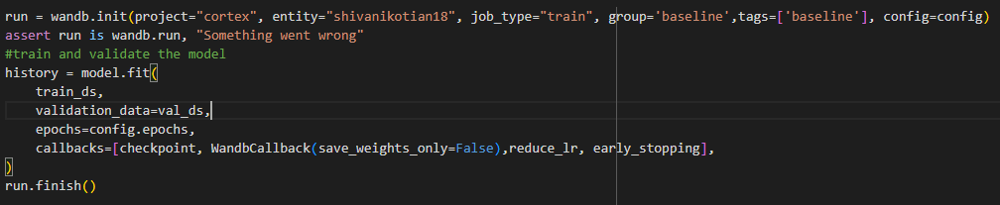 run = wandb.init(project="cortex", entity="shivanikotian18", job_type="train", group='baseline',tags=['baseline'], config=config)
assert run is wandb.run, "Something went wrong"
#train and validate the model
history = model.fit(
    train_ds,
    validation_data=val_ds,
    epochs=config.epochs,
    callbacks=[checkpoint, WandbCallback(save_weights_only=False),reduce_lr, early_stopping],
)
run.finish()